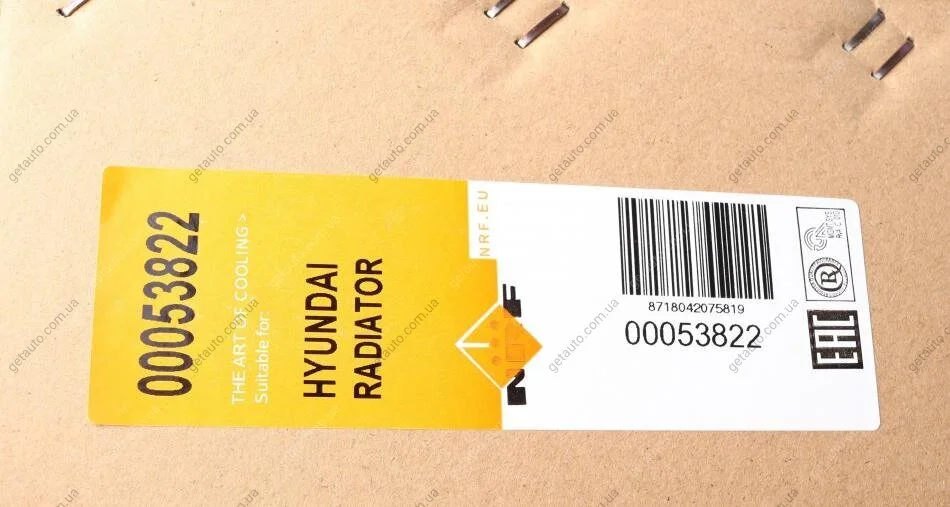 00053822
THE ART OF COOLING >
Suitable for:
HYUNDAI
RADIATOR
NRF.EU
NRF
8718042075819
00053822
EAC
getauto.com.ua